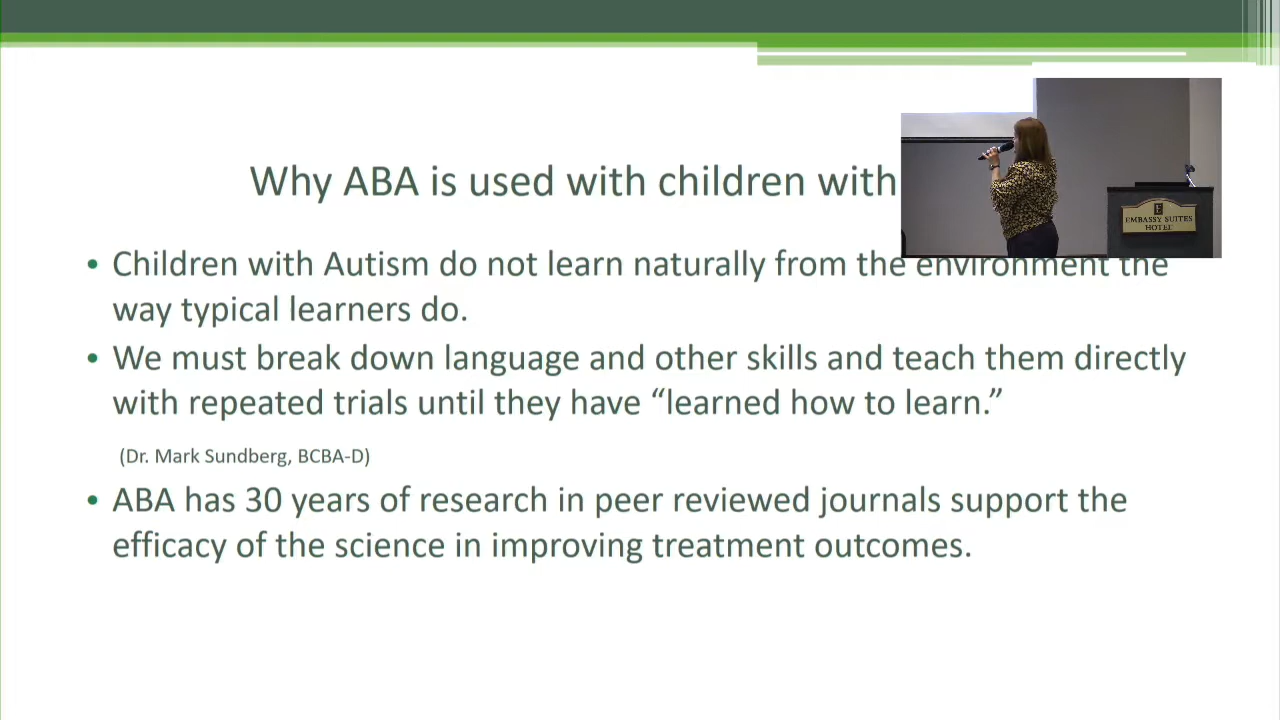 Why ABA is used with children with
• Children with Autism do not learn naturally from the environment the
way typical learners do.
• We must break down language and other skills and teach them directly
with repeated trials until they have “learned how to learn.”
(Dr. Mark Sundberg, BCBA-D)
• ABA has 30 years of research in peer reviewed journals support the
efficacy of the science in improving treatment outcomes.
E
EMBASSY SUITES
HOTEL